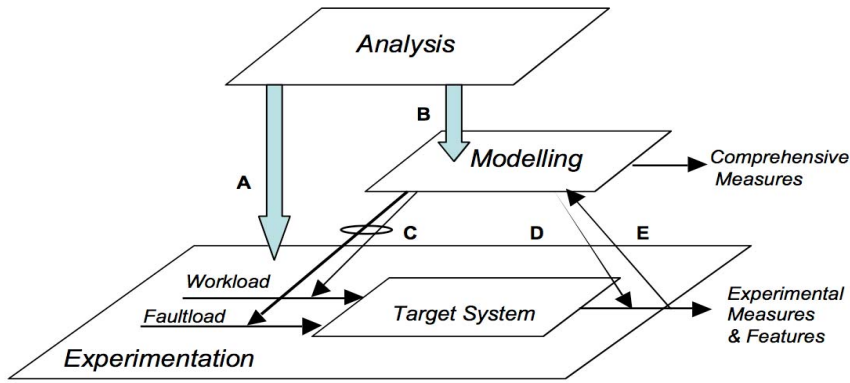 Analysis
B
Modelling
Comprehensive
Measures
A
C
D
E
Workload
Faultload
Target System
Experimental
Measures
& Features
Experimentation